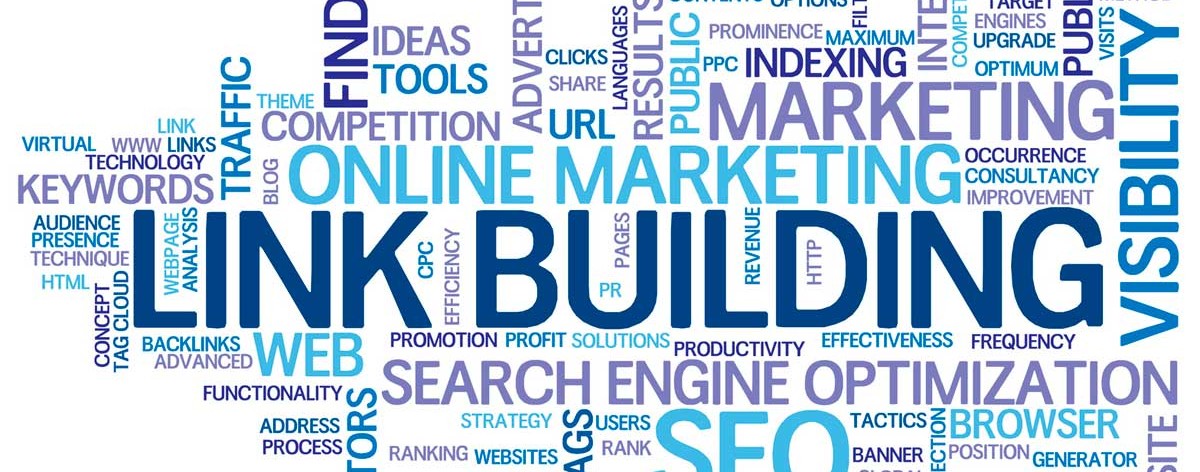 CONTENTS
OPTIONS
TARGET
FIND
IDEAS
TOOLS
CLICKS
SHARE
LANGUAGES
RESULTS
PUBLIC
PROMINENCE
MAXIMUM
PPC
INDEXING
ENGINES
UPGRADE
OPTIMUM
VISITS
VISIBILITY
TRAFFIC
THEME
COMPETITION
URL
MARKETING
LINK
VIRTUAL
WWW
LINKS
TECHNOLOGY
KEYWORDS
BLOG
ONLINE MARKETING
OCCURRENCE
CONSULTANCY
IMPROVEMENT
AUDIENCE
PRESENCE
TECHNIQUE
HTML
WEBPAGE
ANALYSIS
LINK BUILDING
CPC
EFFICIENCY
PR
PAGES
REVENUE
HTTP
CONCEPT
TAG CLOUD
BACKLINKS
ADVANCED
WEB
PROMOTION
PROFIT
SOLUTIONS
PRODUCTIVITY
EFFECTIVENESS
FREQUENCY
FUNCTIONALITY
SEARCH ENGINE OPTIMIZATION
ADDRESS
PROCESS
STRATEGY
USERS
SEO
TACTICS
BROWSER
RANKING
WEBSITES
RANK
BANNER
POSITION
GENERATOR